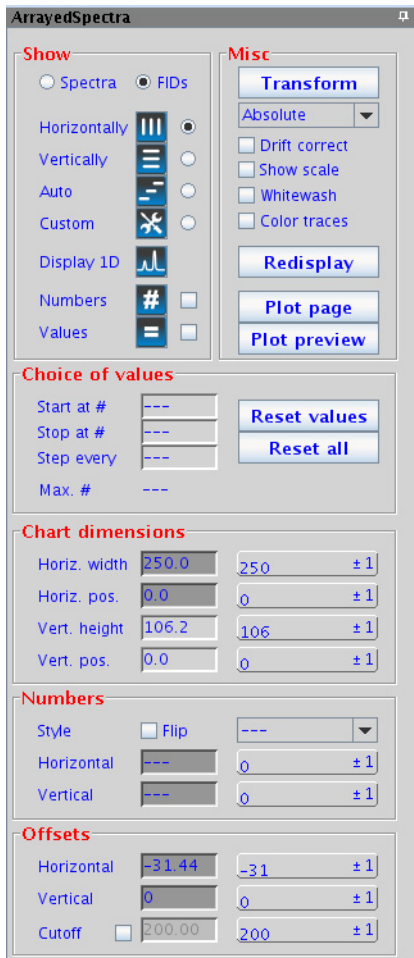 ArrayedSpectra
Show
Spectra FIDs
Horizontally
Vertically
Auto
Custom
Display 1D
Numbers #
Values =
Misc
Transform
Absolute
Drift correct
Show scale
Whitewash
Color traces
Redisplay
Plot page
Plot preview
Choice of values
Start at # ---
Stop at # ---
Step every ---
Max. # ---
Reset values
Reset all
Chart dimensions
Horiz. width 250.0 250 ±1
Horiz. pos. 0.0 0 ±1
Vert. height 106.2 106 ±1
Vert. pos. 0.0 0 ±1
Numbers
Style Flip ---
Horizontal --- 0 ±1
Vertical --- 0 ±1
Offsets
Horizontal -31.44 -31 ±1
Vertical 0 0 ±1
Cutoff 200.00 200 ±1